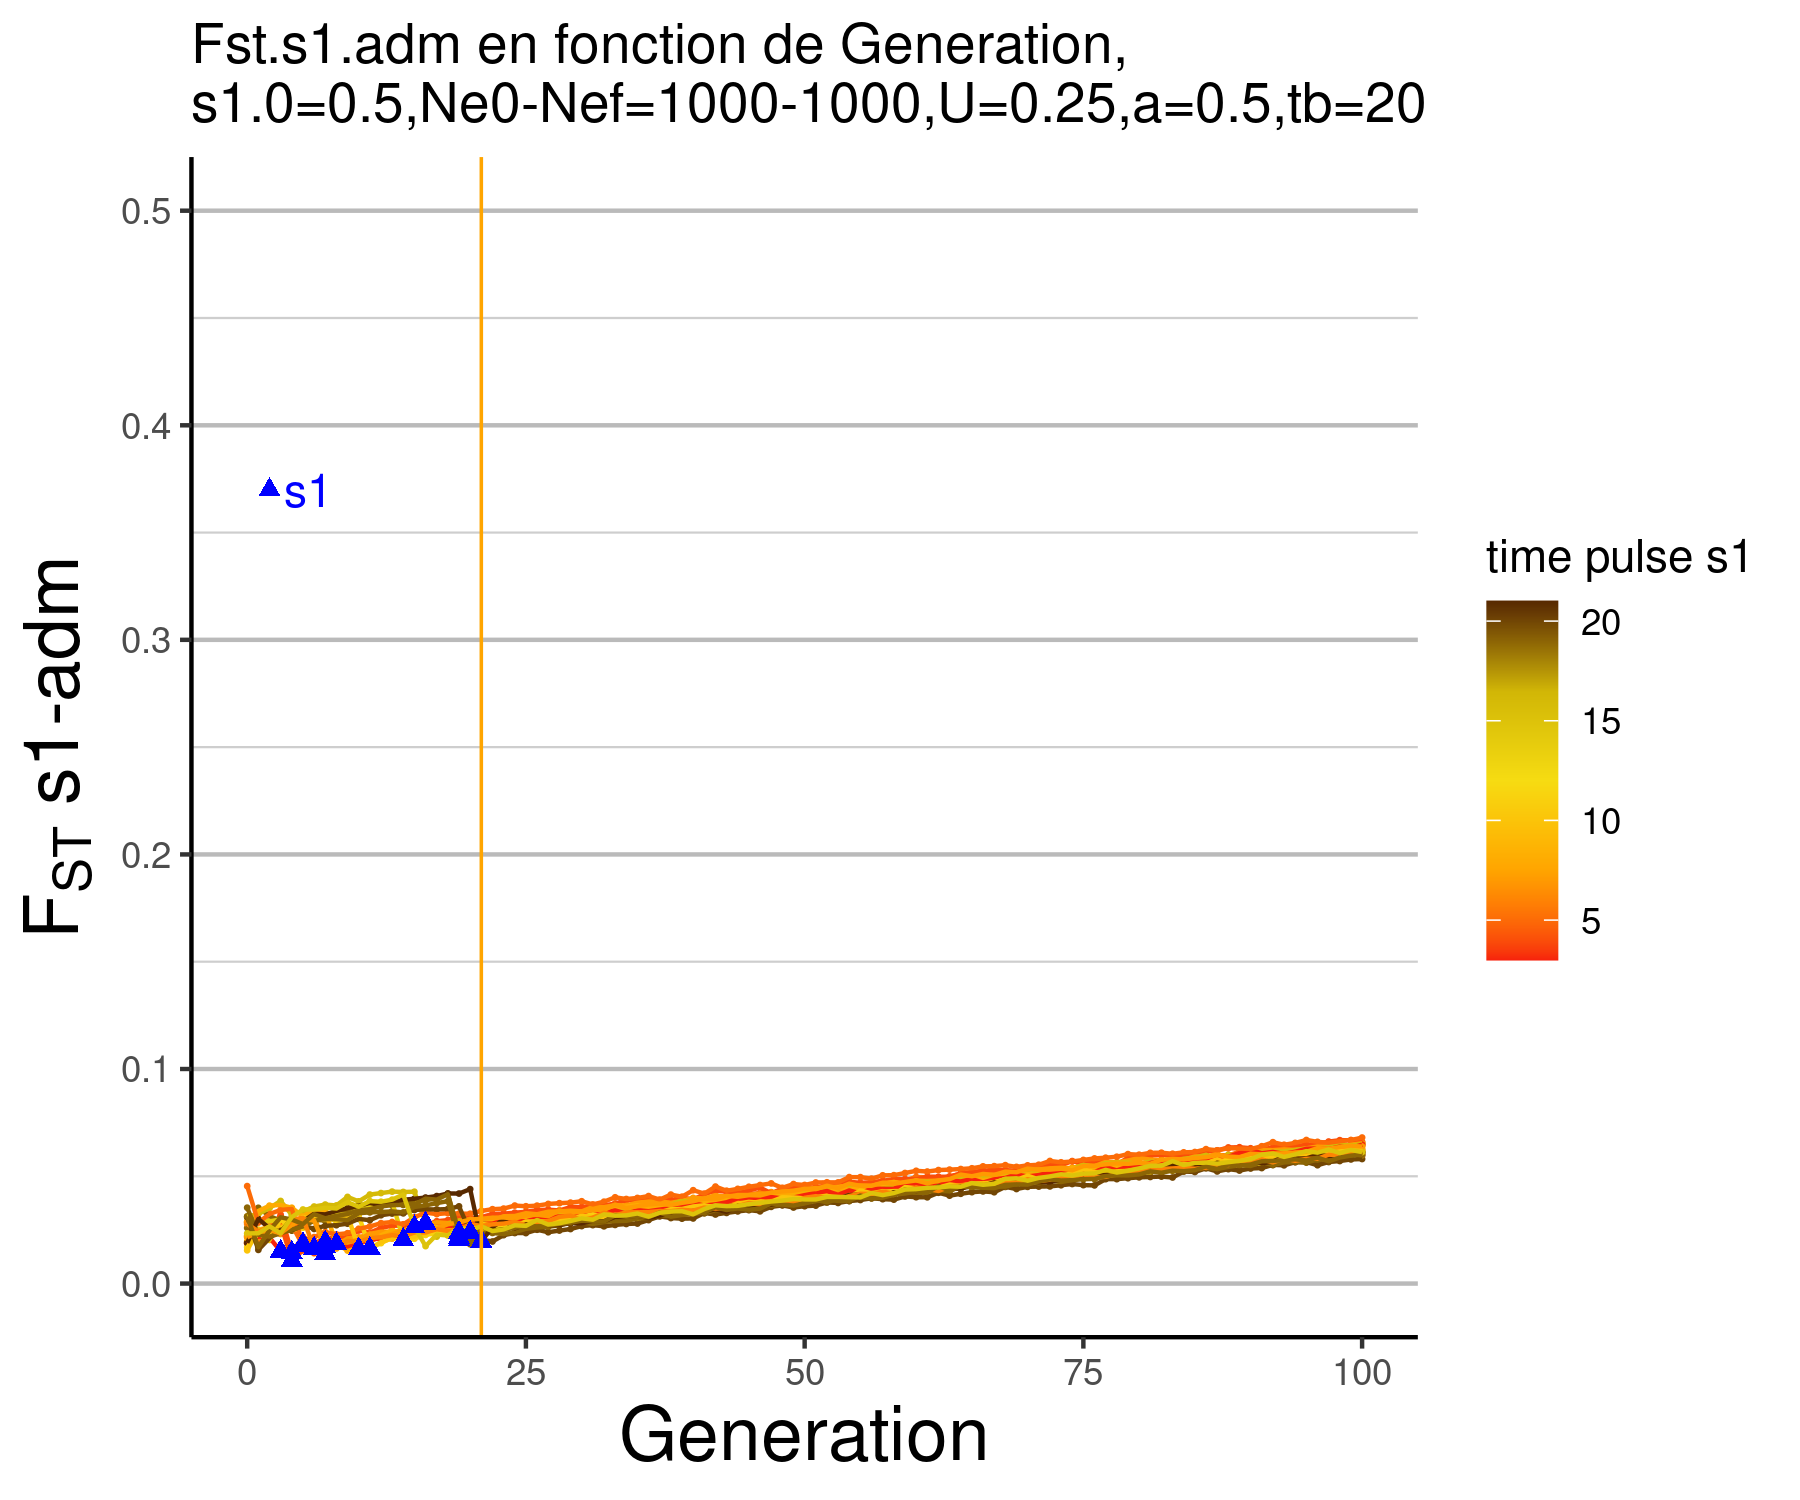 Fst.s1.adm en fonction de Generation,
s1.0=0.5,Ne0-Nef=1000-1000,U=0.25,a=0.5,tb=20
0.5
0.4
s1
0.3
0.2
0.1
0.0
F_ST s1-adm
0 25 50 75 100
Generation
time pulse s1
20
15
10
5